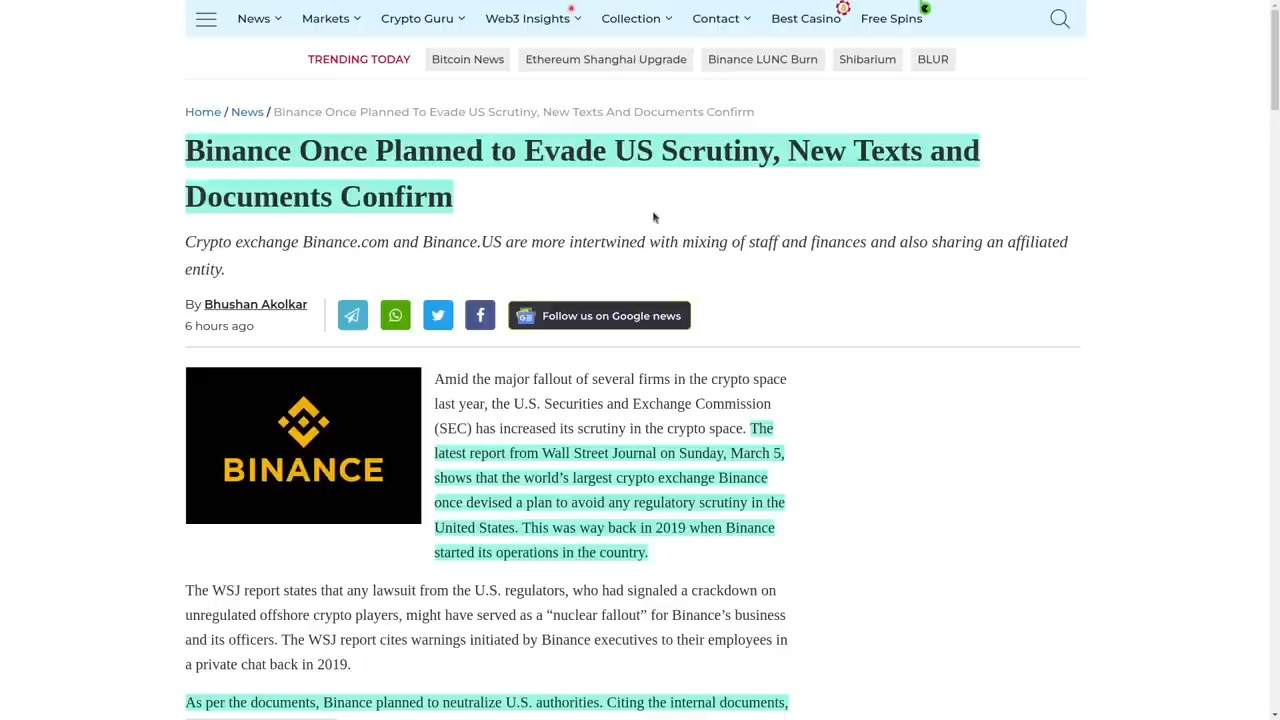 News Markets Crypto Guru Web3 Insights Collection Contact Best Casino Free Spins
TRENDING TODAY Bitcoin News Ethereum Shanghai Upgrade Binance LUNC Burn Shibarium BLUR
Home / News / Binance Once Planned To Evade US Scrutiny, New Texts And Documents Confirm
Binance Once Planned to Evade US Scrutiny, New Texts and
Documents Confirm
Crypto exchange Binance.com and Binance.US are more intertwined with mixing of staff and finances and also sharing an affiliated
entity.
By Bhushan Akolkar
6 hours ago
Follow us on Google news
BINANCE
Amid the major fallout of several firms in the crypto space
last year, the U.S. Securities and Exchange Commission
(SEC) has increased its scrutiny in the crypto space. The
latest report from Wall Street Journal on Sunday, March 5,
shows that the world’s largest crypto exchange Binance
once devised a plan to avoid any regulatory scrutiny in the
United States. This was way back in 2019 when Binance
started its operations in the country.
The WSJ report states that any lawsuit from the U.S. regulators, who had signaled a crackdown on
unregulated offshore crypto players, might have served as a “nuclear fallout” for Binance’s business
and its officers. The WSJ report cites warnings initiated by Binance executives to their employees in
a private chat back in 2019.
As per the documents, Binance planned to neutralize U.S. authorities. Citing the internal documents,